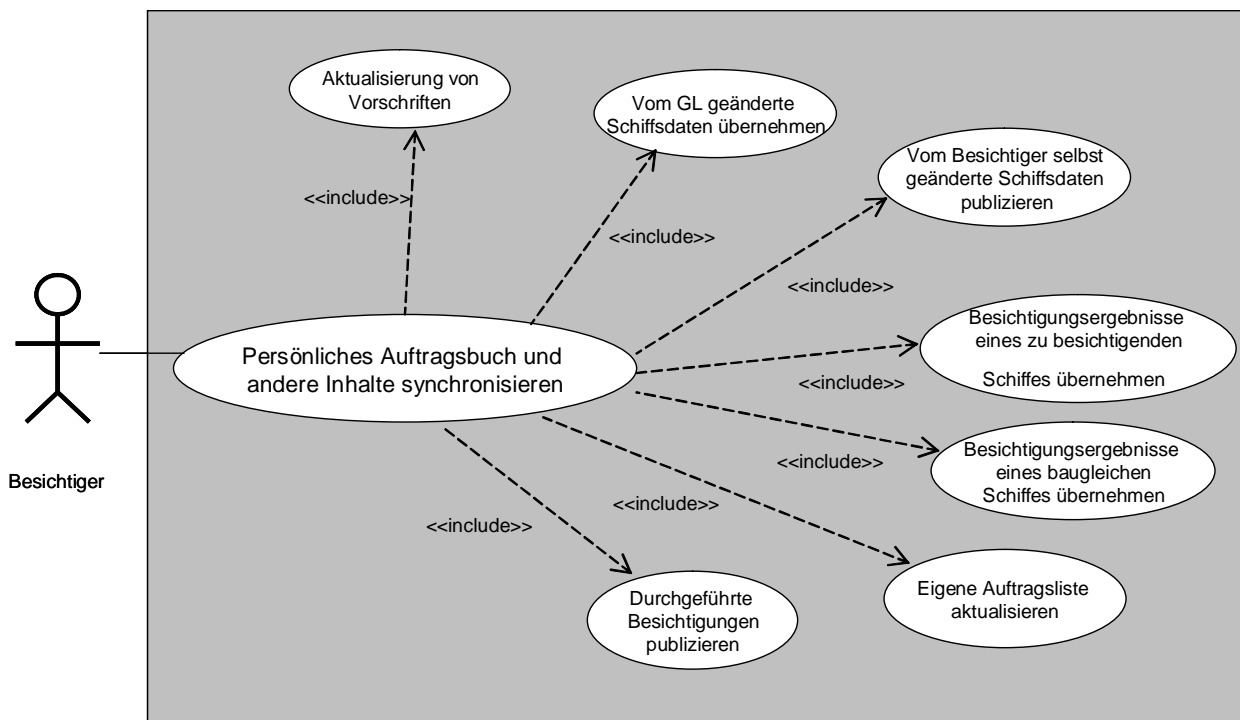 Aktualisierung von
Vorschriften
Vom GL geänderte
Schiffsdaten übernehmen
Vom Besichtiger selbst
geänderte Schiffsdaten
publizieren
<<include>>
<<include>>
<<include>>
Besichtigungsergebnisse
eines zu besichtigenden
Schiffes übernehmen
Persönliches Auftragsbuch und
andere Inhalte synchronisieren
<<include>>
Besichtigungsergebnisse
eines baugleichen
Schiffes übernehmen
<<include>>
Besichtiger
<<include>>
<<include>>
Eigene Auftragsliste
aktualisieren
Durchgeführte
Besichtigungen
publizieren